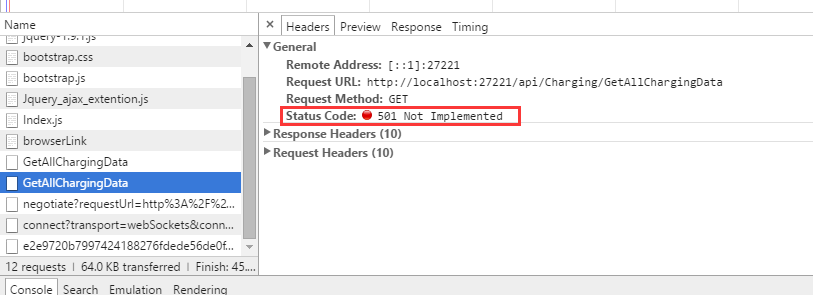 Name
jquery-1.9.1.js
bootstrap.css
bootstrap.js
Jquery_ajax_extention.js
Index.js
browserLink
GetAllChargingData
GetAllChargingData
negotiate?requestUrl=http%3A%2F%2...
connect?transport=webSockets&conn...
e2e9720b7997424188276fdede56de0f...
12 requests | 64.0 KB transferred | Finish: 45....
× Headers Preview Response Timing
General
Remote Address: [::1]:27221
Request URL: http://localhost:27221/api/Charging/GetAllChargingData
Request Method: GET
Status Code: 501 Not Implemented
Response Headers (10)
Request Headers (10)
Console Search Emulation Rendering